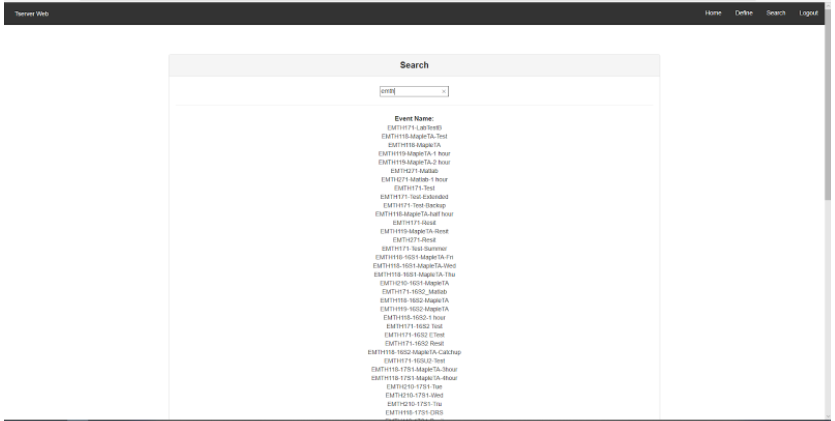 Tserver Web
Home Define Search Logout
Search
emth
Event Name:
EMTH171-LabTestB
EMTH118-MapleTA-Test
EMTH118-MapleTA
EMTH119-MapleTA-1 hour
EMTH119-MapleTA-2 hour
EMTH271-Matlab
EMTH271-Matlab-1 hour
EMTH171-Test
EMTH171-Test-Extended
EMTH171-Test-Backup
EMTH118-MapleTA-half hour
EMTH171-Resit
EMTH119-MapleTA-Resit
EMTH271-Resit
EMTH171-Test-Summer
EMTH118-16S1-MapleTA-Fri
EMTH118-16S1-MapleTA-Wed
EMTH118-16S1-MapleTA-Thu
EMTH210-16S1-MapleTA
EMTH171-16S2_Matlab
EMTH118-16S2-MapleTA
EMTH119-16S2-MapleTA
EMTH118-16S2-1 hour
EMTH171-16S2 Test
EMTH171-16S2 ETest
EMTH171-16S2 Resit
EMTH118-16S2-MapleTA-Catchup
EMTH171-16SU2-Test
EMTH118-17S1-MapleTA-3hour
EMTH118-17S1-MapleTA-4hour
EMTH210-17S1-Tue
EMTH210-17S1-Wed
EMTH210-17S1-Thu
EMTH118-17S1-DRS